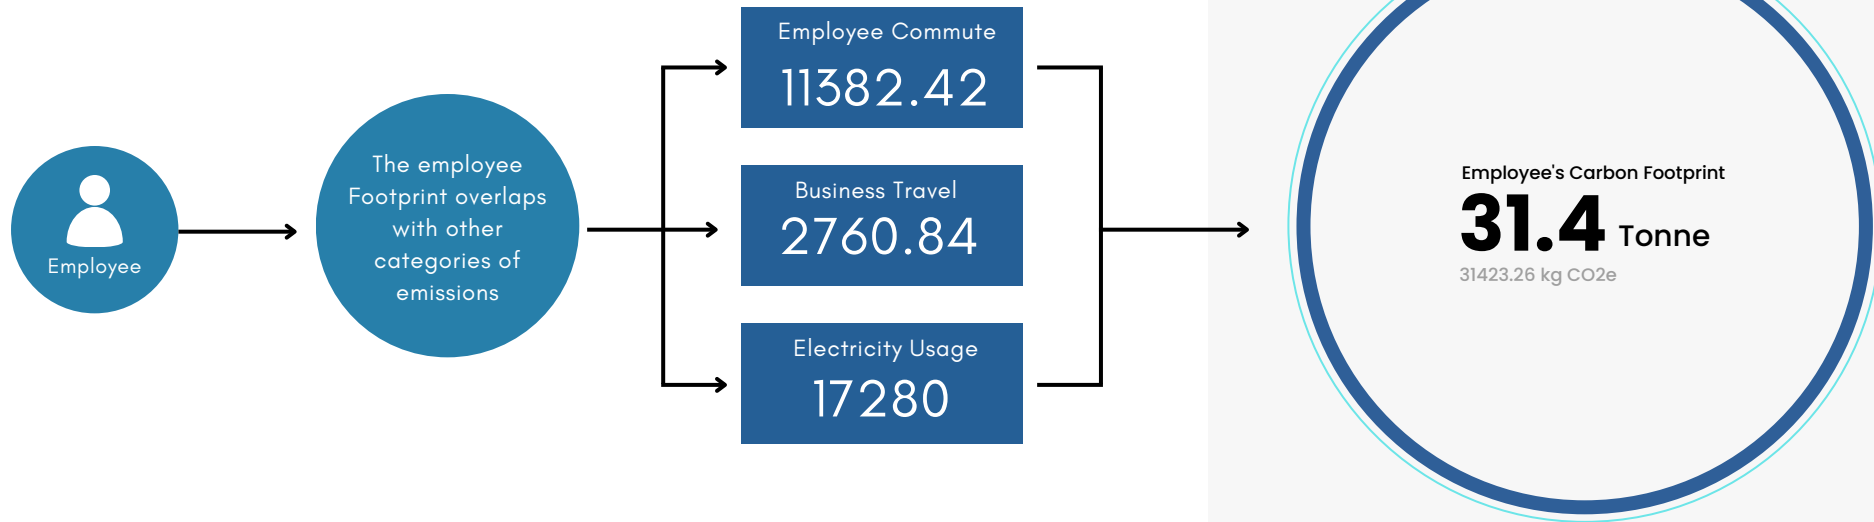 Employee
The employee
Footprint overlaps
with other
categories of
emissions
Employee Commute
11382.42
Business Travel
2760.84
Electricity Usage
17280
Employee's Carbon Footprint
31.4 Tonne
31423.26 kg CO2e